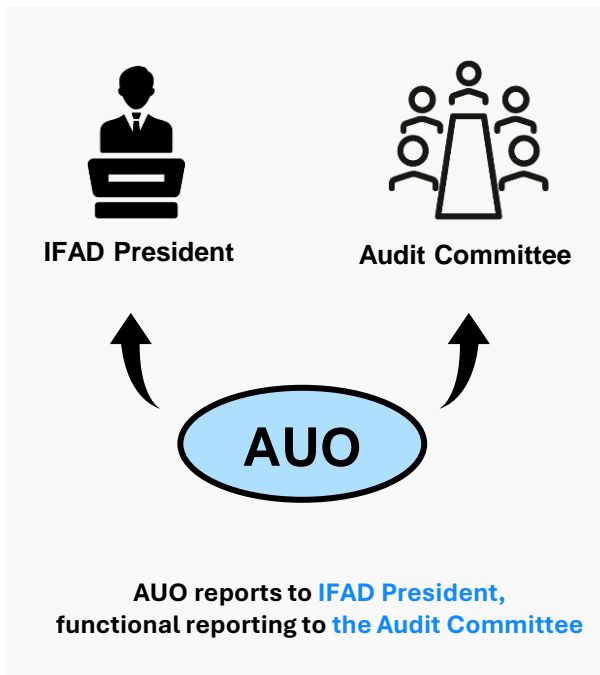 IFAD President
Audit Committee
AUO
AUO reports to IFAD President,
functional reporting to the Audit Committee